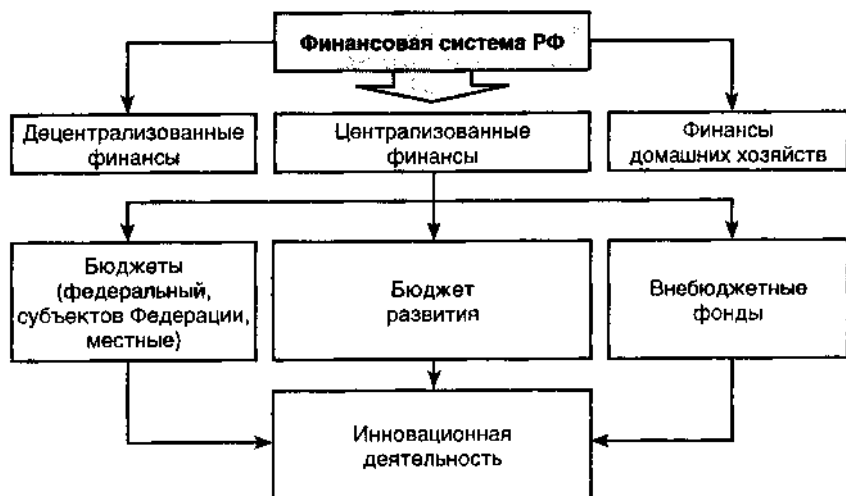 Финансовая система РФ
Децентрализованные
финансы
Централизованные
финансы
Финансы
домашних хозяйств
Бюджеты
(федеральный,
субъектов Федерации,
местные)
Бюджет
развития
Внебюджетные
фонды
Инновационная
деятельность